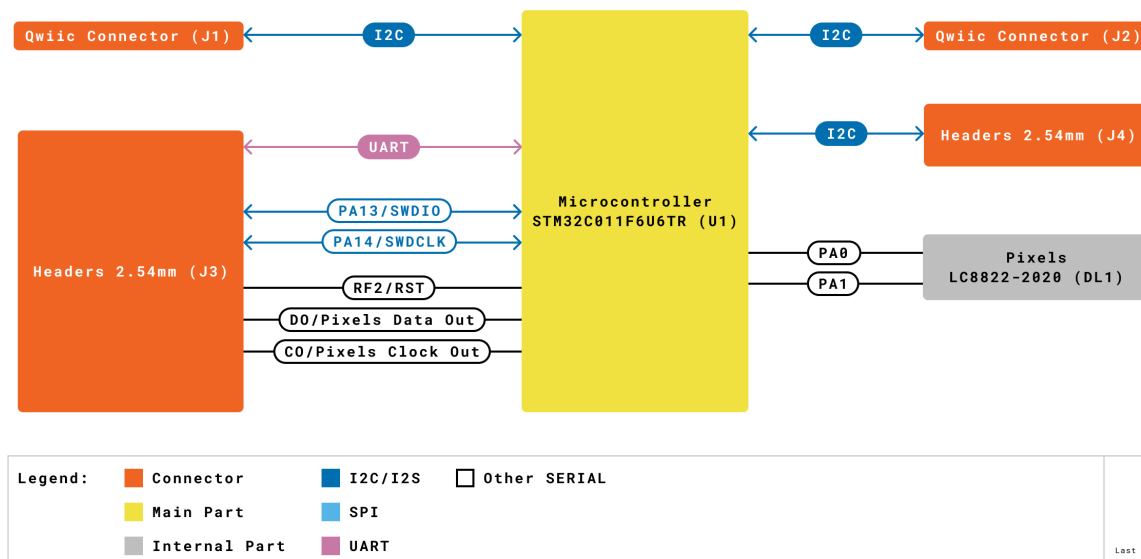 Qwiic Connector (J1)
I2C
I2C
Qwiic Connector (J2)
UART
I2C
Headers 2.54mm (J4)
PA13/SWDIO
Microcontroller
STM32C011F6U6TR (U1)
PA14/SWDCLK
Headers 2.54mm (J3)
PA0
Pixels
LC8822-2020 (DL1)
PA1
RF2/RST
DO/Pixels Data Out
CO/Pixels Clock Out
Legend:
Connector
I2C/I2S
Other SERIAL
Main Part
SPI
Internal Part
UART
Last